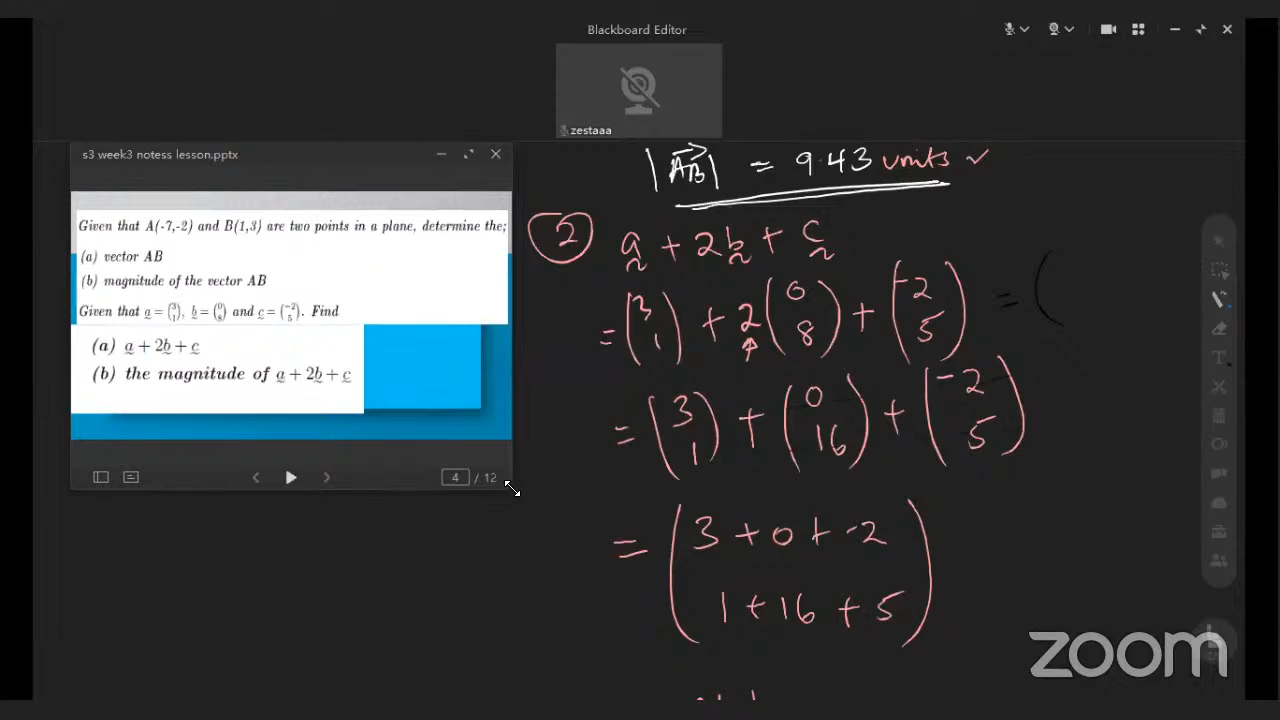 Blackboard Editor
zestaaa
s3 week3 notess lesson.pptx
Given that A(-7,-2) and B(1,3) are two points in a plane, determine the;
(a) vector AB
(b) magnitude of the vector AB
Given that a = (3 1), b = (0 8) and c = (-2 5). Find
(a) a + 2b + c
(b) the magnitude of a + 2b + c
4 / 12
|AB| = 9.43 units ✓
2
a + 2b + c
= (3 1) + 2 (0 8) + (-2 5) = (
= (3 1) + (0 16) + (-2 5)
= (3 + 0 + -2
1 + 16 + 5)
zoom